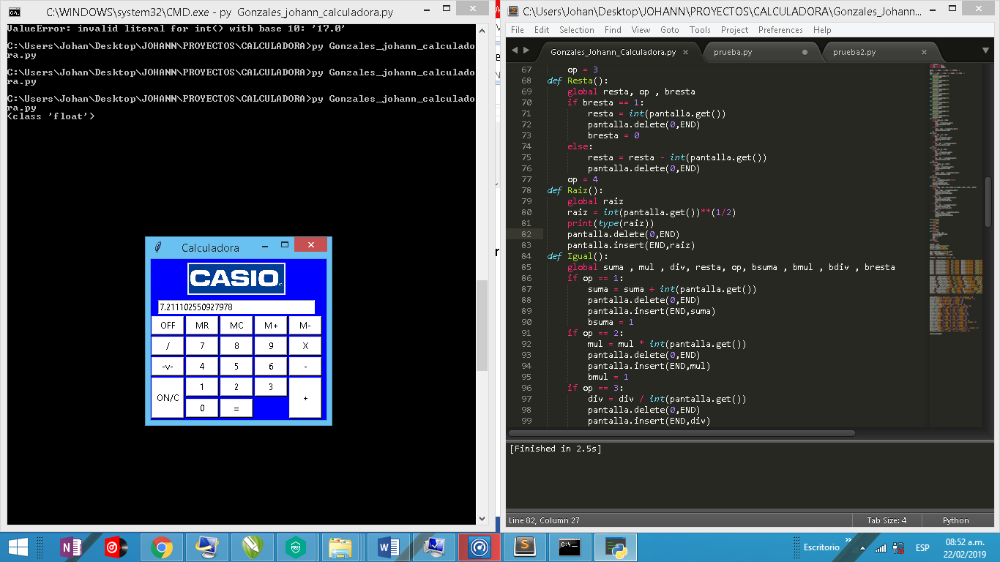 C:\WINDOWS\system32\CMD.exe - py  Gonzales_johann_calculadora.py
ValueError: invalid literal for int() with base 10: '17.0'
C:\Users\Johan\Desktop\JOHANN\PROYECTOS\CALCULADORA>py Gonzales_johann_calculado
ra.py
C:\Users\Johan\Desktop\JOHANN\PROYECTOS\CALCULADORA>py Gonzales_johann_calculado
ra.py
C:\Users\Johan\Desktop\JOHANN\PROYECTOS\CALCULADORA>py Gonzales_johann_calculado
ra.py
<class 'float'>
Calculadora
CASIO
7.211102550927978
OFF MR MC M+ M-
/ 7 8 9 X
-v- 4 5 6 -
ON/C 1 2 3 +
0 =
C:\Users\Johan\Desktop\JOHANN\PROYECTOS\CALCULADORA\Gonzales_Johann_...
File Edit Selection Find View Goto Tools Project Preferences Help
Gonzales_Johann_Calculadora.py prueba.py prueba2.py
67 op = 3
68 def Resta():
69 global resta, op , bresta
70 if bresta == 1:
71 resta = int(pantalla.get())
72 pantalla.delete(0,END)
73 bresta = 0
74 else:
75 resta = resta - int(pantalla.get())
76 pantalla.delete(0,END)
77 op = 4
78 def Raiz():
79 global raiz
80 raiz = int(pantalla.get())**(1/2)
81 print(type(raiz))
82 pantalla.delete(0,END)
83 pantalla.insert(END,raiz)
84 def Igual():
85 global suma , mul , div, resta, op, bsuma , bmul , bdiv , bresta
86 if op == 1:
87 suma = suma + int(pantalla.get())
88 pantalla.delete(0,END)
89 pantalla.insert(END,suma)
90 bsuma = 1
91 if op == 2:
92 mul = mul * int(pantalla.get())
93 pantalla.delete(0,END)
94 pantalla.insert(END,mul)
95 bmul = 1
96 if op == 3:
97 div = div / int(pantalla.get())
98 pantalla.delete(0,END)
99 pantalla.insert(END,div)
[Finished in 2.5s]
Line 82, Column 27 Tab Size: 4 Python
FREE
Escritorio » ESP 08:52 a.m.
22/02/2019